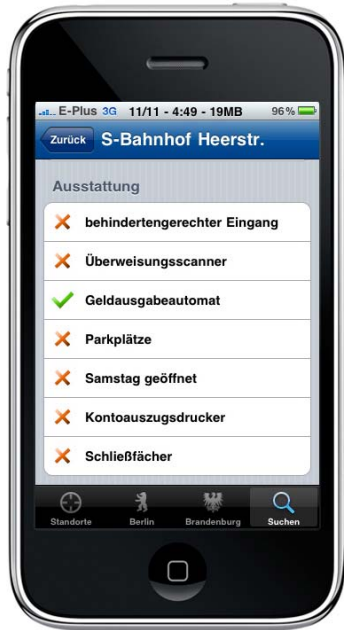 E-Plus 3G 11/11 - 4:49 - 19MB 96%
Zurück S-Bahnhof Heerstr.
Ausstattung
behindertengerechter Eingang
Überweisungsscanner
Geldausgabeautomat
Parkplätze
Samstag geöffnet
Kontoauszugsdrucker
Schließfächer
Standorte Berlin Brandenburg Suchen